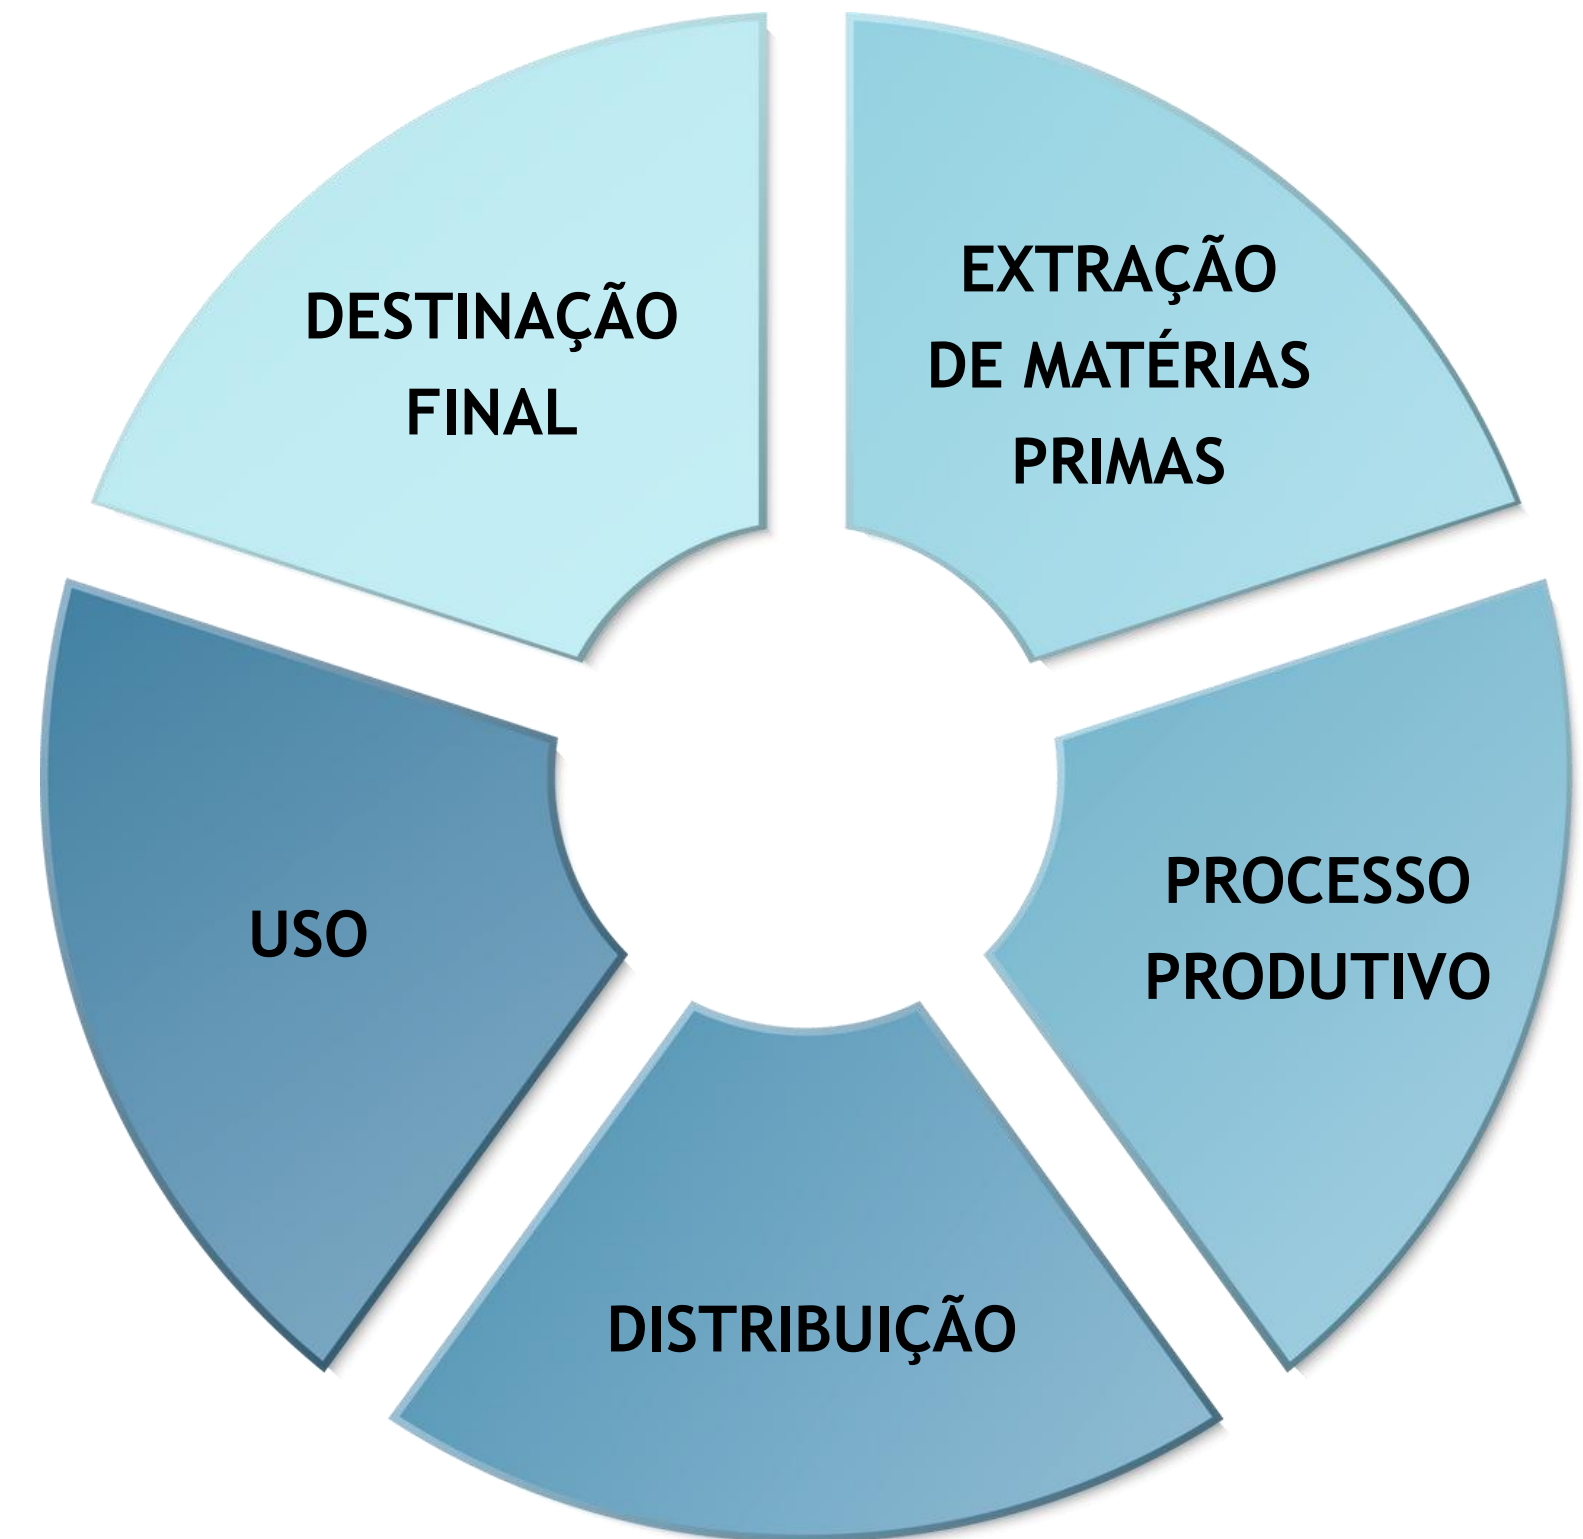 EXTRAÇÃO
DE MATÉRIAS
PRIMAS
PROCESSO
PRODUTIVO
DISTRIBUIÇÃO
USO
DESTINAÇÃO
FINAL